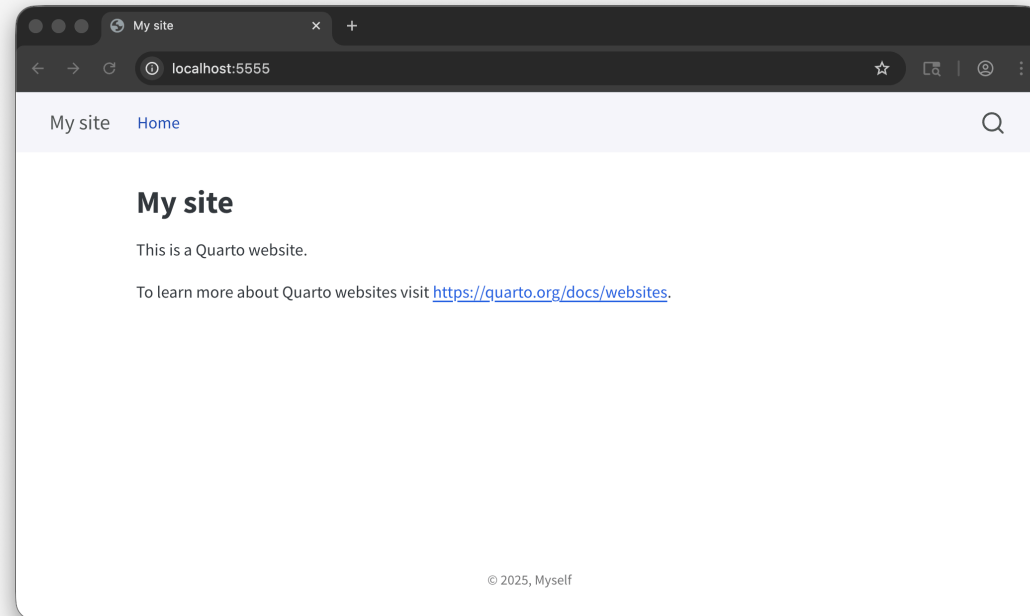 My site
localhost:5555
My site Home
My site
This is a Quarto website.
To learn more about Quarto websites visit https://quarto.org/docs/websites.
© 2025, Myself